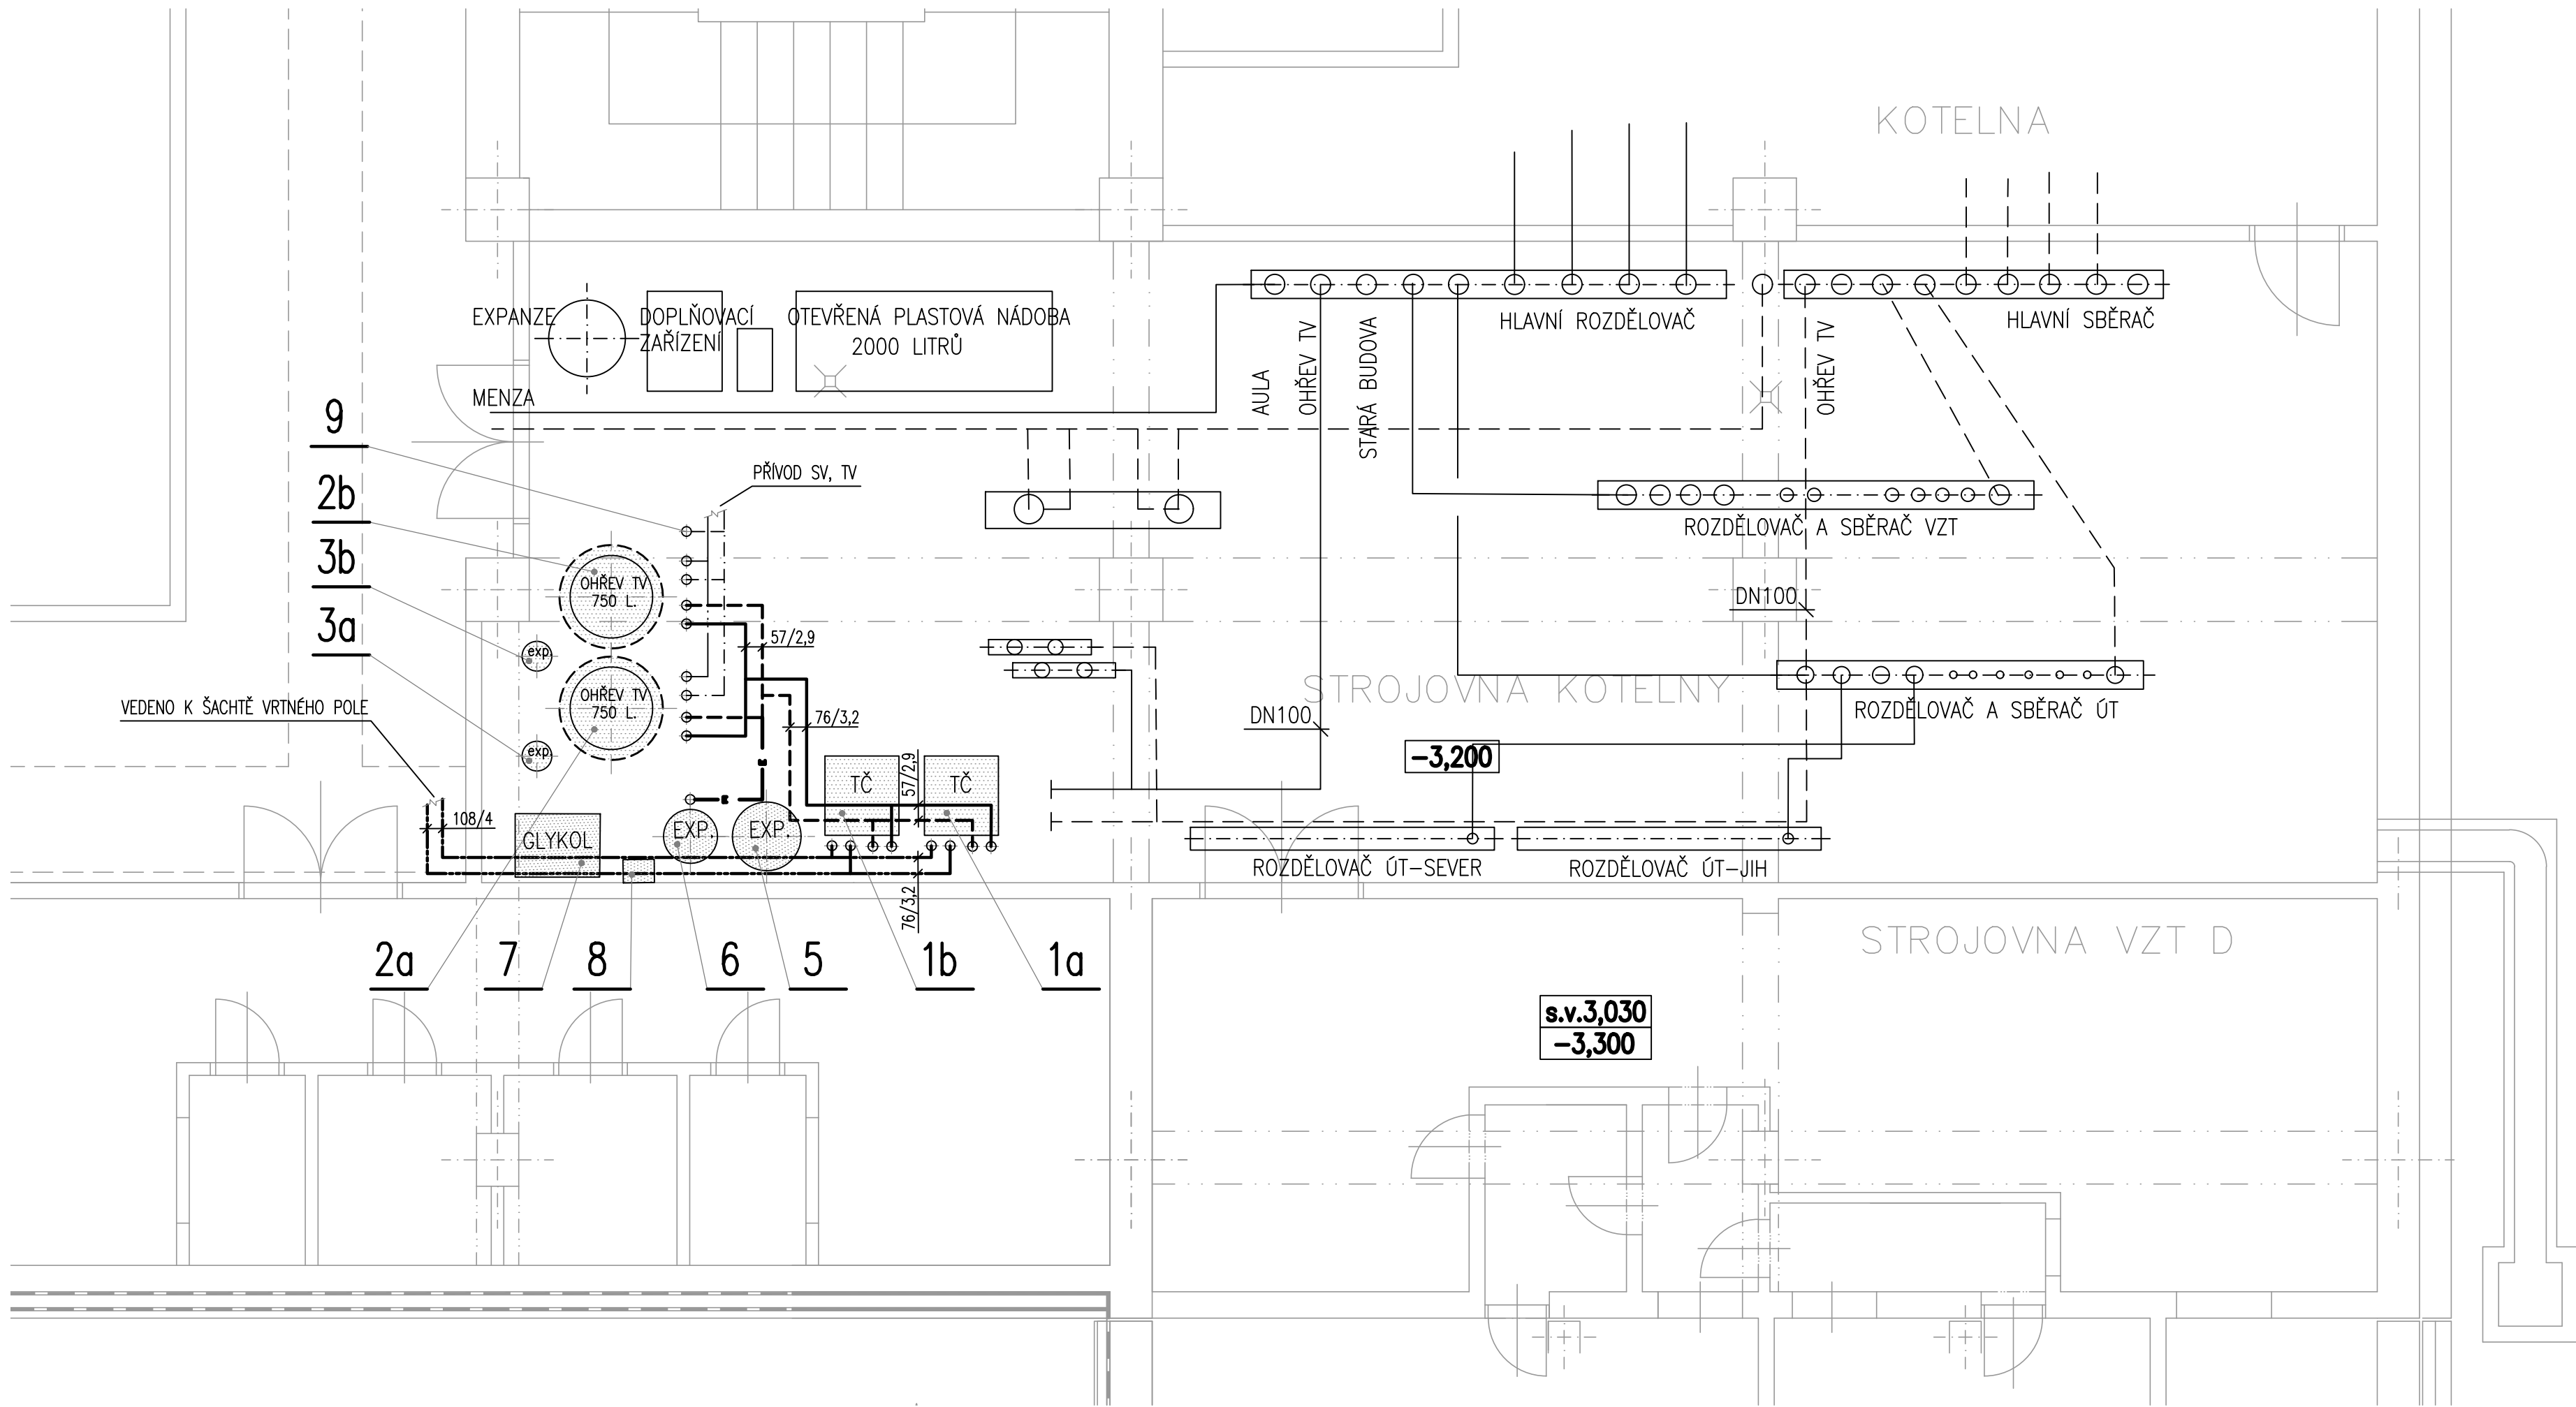 KOTELNA
EXPANZE
DOPLŇOVACÍ
ZAŘÍZENÍ
OTEVŘENÁ PLASTOVÁ NÁDOBA
2000 LITRŮ
HLAVNÍ ROZDĚLOVAČ
HLAVNÍ SBĚRAČ
MENZA
AULA
OHŘEV TV
STARÁ BUDOVA
OHŘEV TV
9
2b
3b
3a
PŘÍVOD SV, TV
ROZDĚLOVAČ A SBĚRAČ VZT
OHŘEV TV
750 L.
exp.
57/2,9
DN100
OHŘEV TV
750 L.
exp.
VEDENO K ŠACHTĚ VRTNÉHO POLE
76/3,2
STROJOVNA KOTELNY
DN100
ROZDĚLOVAČ A SBĚRAČ ÚT
-3,200
TČ
57/2,9
TČ
108/4
GLYKOL
EXP.
EXP.
ROZDĚLOVAČ ÚT-SEVER
ROZDĚLOVAČ ÚT-JIH
76/3,2
2a
7
8
6
5
1b
1a
STROJOVNA VZT D
s.v.3,030
-3,300